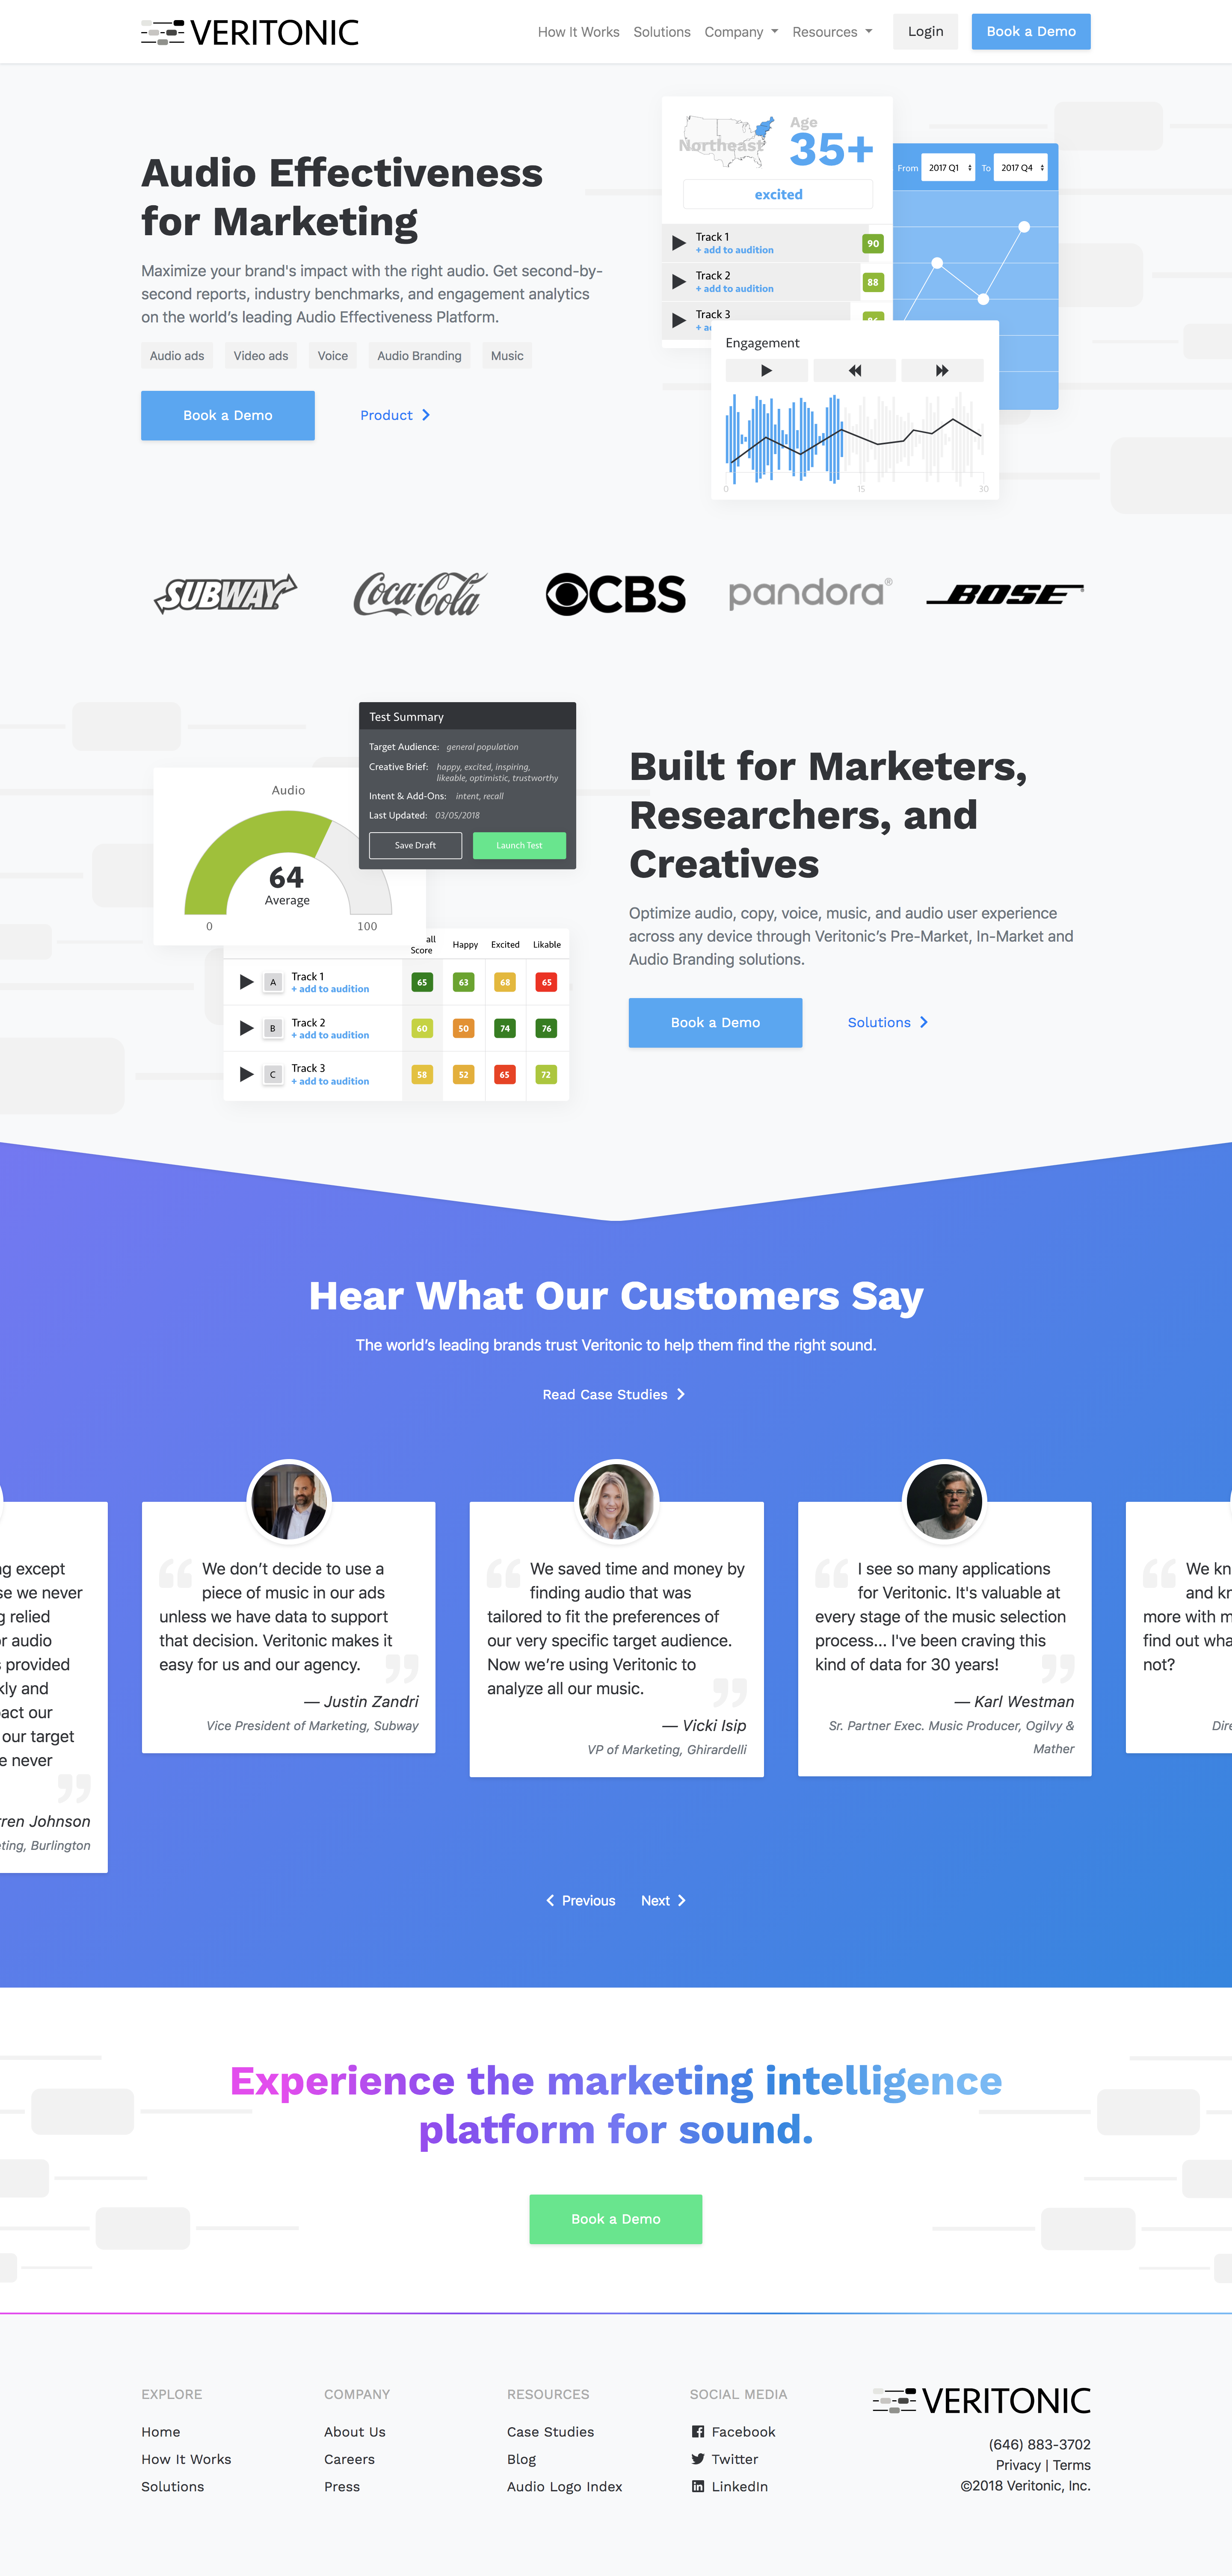 VERITONIC
How It Works Solutions Company Resources Login Book a Demo
Audio Effectiveness
for Marketing
Maximize your brand's impact with the right audio. Get second-by-
second reports, industry benchmarks, and engagement analytics
on the world’s leading Audio Effectiveness Platform.
Audio ads Video ads Voice Audio Branding Music
Book a Demo Product
Northeast
Age
35+
excited
From 2017 Q1 To 2017 Q4
Track 1
+ add to audition
90
Track 2
+ add to audition
88
Track 3
Engagement
0 15 30
SUBWAY
Coca-Cola
CBS
pandora®
BOSE
Test Summary
Target Audience: general population
Creative Brief: happy, excited, inspiring,
likeable, optimistic, trustworthy
Intent & Add-Ons: intent, recall
Last Updated: 03/05/2018
Save Draft Launch Test
Audio
64
Average
0 100
all
Score Happy Excited Likable
A Track 1
+ add to audition
65 63 68 65
B Track 2
+ add to audition
60 50 74 76
C Track 3
+ add to audition
58 52 65 72
Built for Marketers,
Researchers, and
Creatives
Optimize audio, copy, voice, music, and audio user experience
across any device through Veritonic’s Pre-Market, In-Market and
Audio Branding solutions.
Book a Demo Solutions
Hear What Our Customers Say
The world’s leading brands trust Veritonic to help them find the right sound.
Read Case Studies
g except
se we never
g relied
r audio
s provided
kly and
pact our
our target
e never
rren Johnson
eting, Burlington
“ We don’t decide to use a
piece of music in our ads
unless we have data to support
that decision. Veritonic makes it
easy for us and our agency. ”
— Justin Zandri
Vice President of Marketing, Subway
“ We saved time and money by
finding audio that was
tailored to fit the preferences of
our very specific target audience.
Now we’re using Veritonic to
analyze all our music. ”
— Vicki Isip
VP of Marketing, Ghirardelli
“ I see so many applications
for Veritonic. It's valuable at
every stage of the music selection
process... I've been craving this
kind of data for 30 years! ”
— Karl Westman
Sr. Partner Exec. Music Producer, Ogilvy &
Mather
“ We kn
and kn
more with m
find out wha
not?
Dire
Previous Next
Experience the marketing intelligence
platform for sound.
Book a Demo
EXPLORE
Home
How It Works
Solutions
COMPANY
About Us
Careers
Press
RESOURCES
Case Studies
Blog
Audio Logo Index
SOCIAL MEDIA
Facebook
Twitter
LinkedIn
VERITONIC
(646) 883-3702
Privacy | Terms
©2018 Veritonic, Inc.